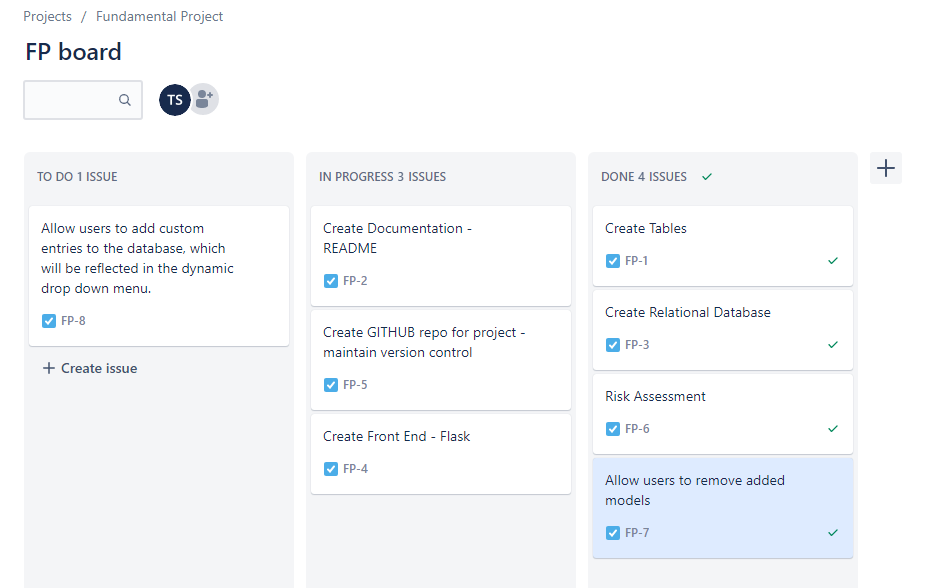 Projects / Fundamental Project
FP board
TS
TO DO 1 ISSUE
Allow users to add custom
entries to the database, which
will be reflected in the dynamic
drop down menu.
FP-8
+ Create issue
IN PROGRESS 3 ISSUES
Create Documentation -
README
FP-2
Create GITHUB repo for project -
maintain version control
FP-5
Create Front End - Flask
FP-4
DONE 4 ISSUES
Create Tables
FP-1
Create Relational Database
FP-3
Risk Assessment
FP-6
Allow users to remove added
models
FP-7